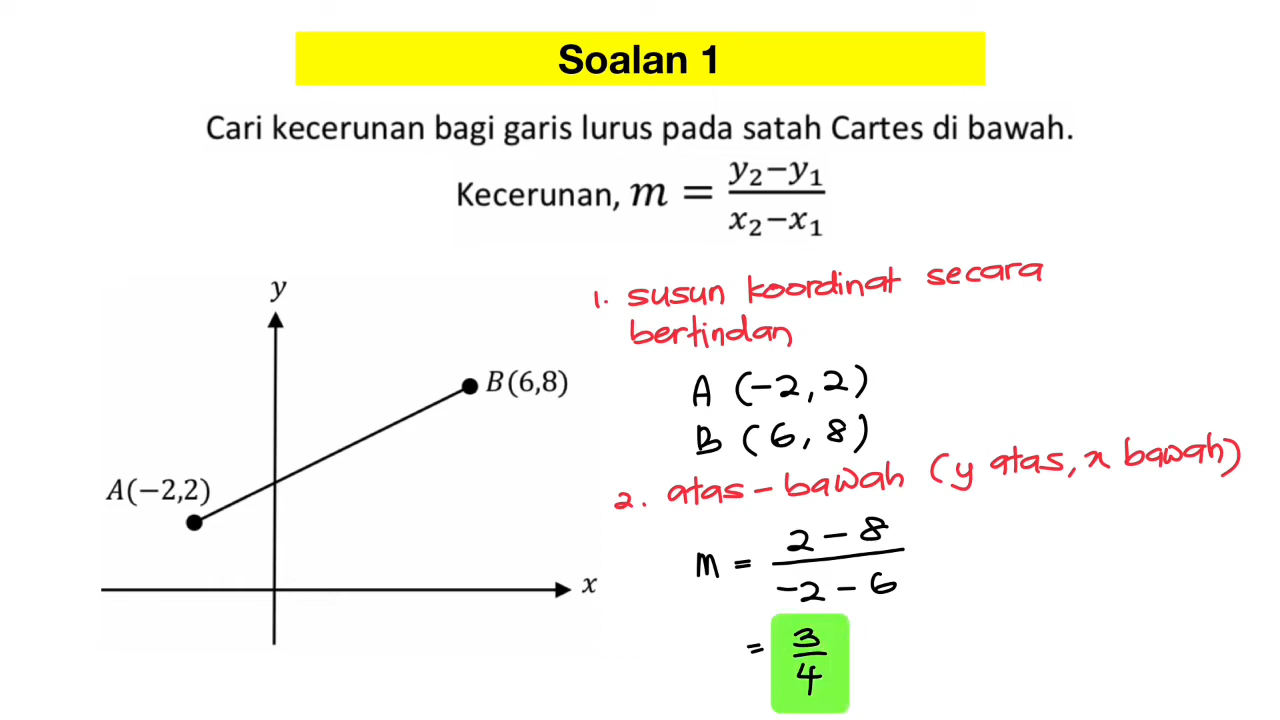 Soalan 1
Cari kecerunan bagi garis lurus pada satah Cartes di bawah.
Kecerunan, m = y₂−y₁ / x₂−x₁
y
B(6,8)
A(−2,2)
x
1. susun koordinat secara
bertindan
A (-2, 2)
B (6, 8)
2. atas - bawah (y atas, x bawah)
m = 2 - 8 / -2 - 6
= 3 / 4